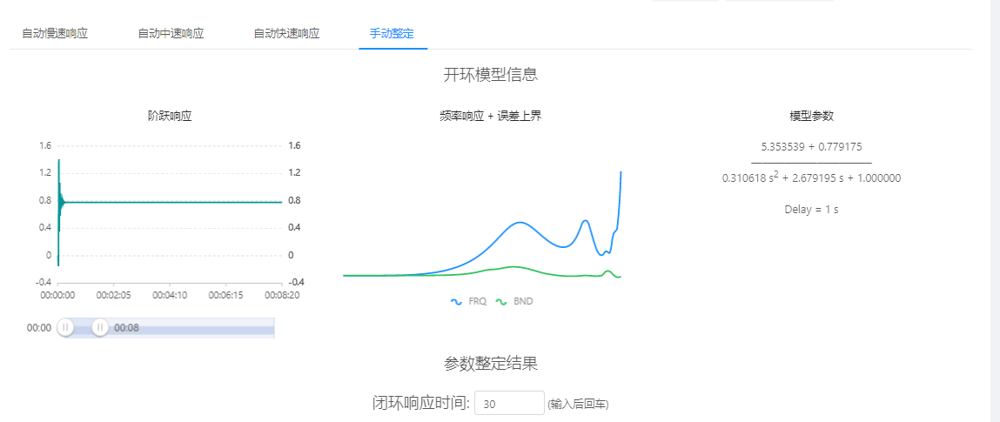 自动慢速响应 自动中速响应 自动快速响应 手动整定
开环模型信息
阶跃响应 频率响应 + 误差上界 模型参数
1.6 1.6
1.2 1.2
0.8 0.8
0.4 0.4
0 0
-0.4 -0.4
00:00:00 00:02:05 00:04:10 00:06:15 00:08:20
00:00 00:08
FRQ BND
5.353539 + 0.779175
0.310618 s² + 2.679195 s + 1.000000
Delay = 1 s
参数整定结果
闭环响应时间: 30 (输入后回车)